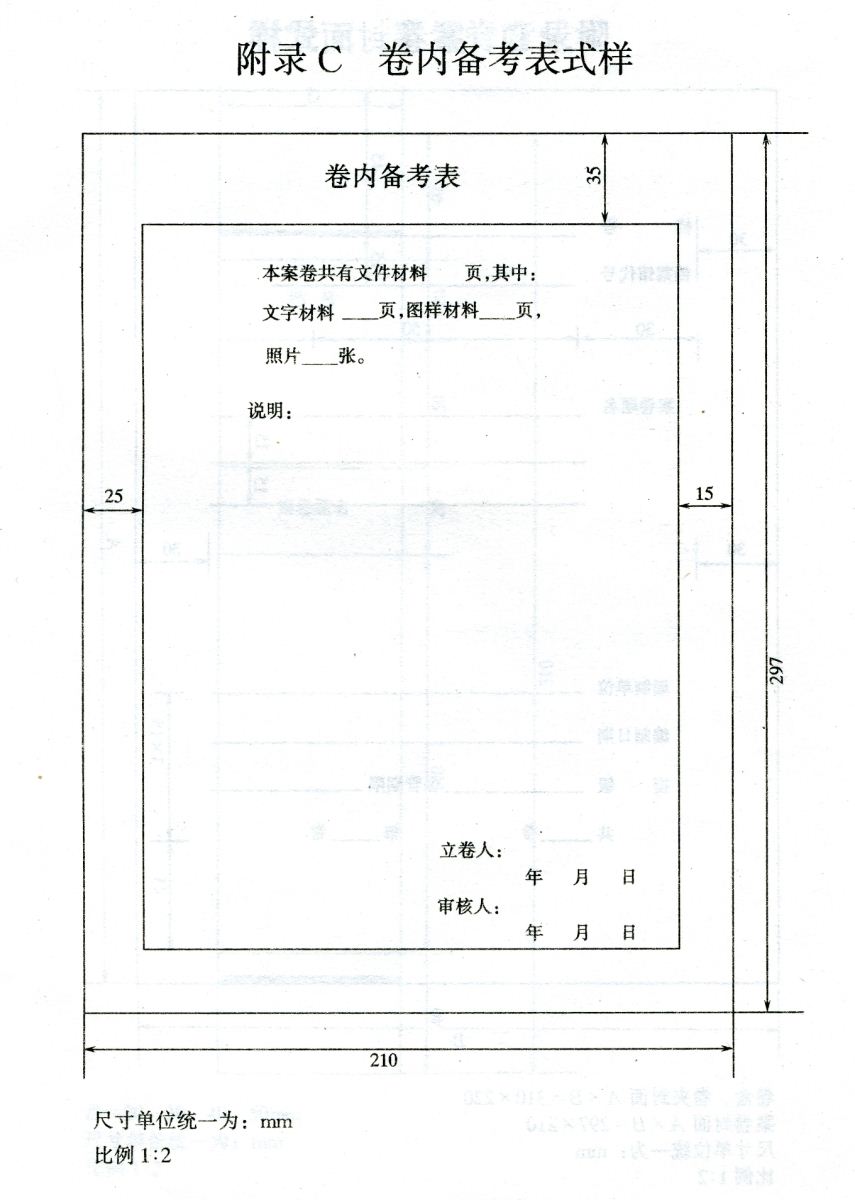 附录 C 卷内备考表式样
卷内备考表
35
本案卷共有文件材料 页,其中:
文字材料 ____页,图样材料____页,
照片____张。
说明:
25
15
297
立卷人:
年 月 日
审核人:
年 月 日
210
尺寸单位统一为: mm
比例 1:2